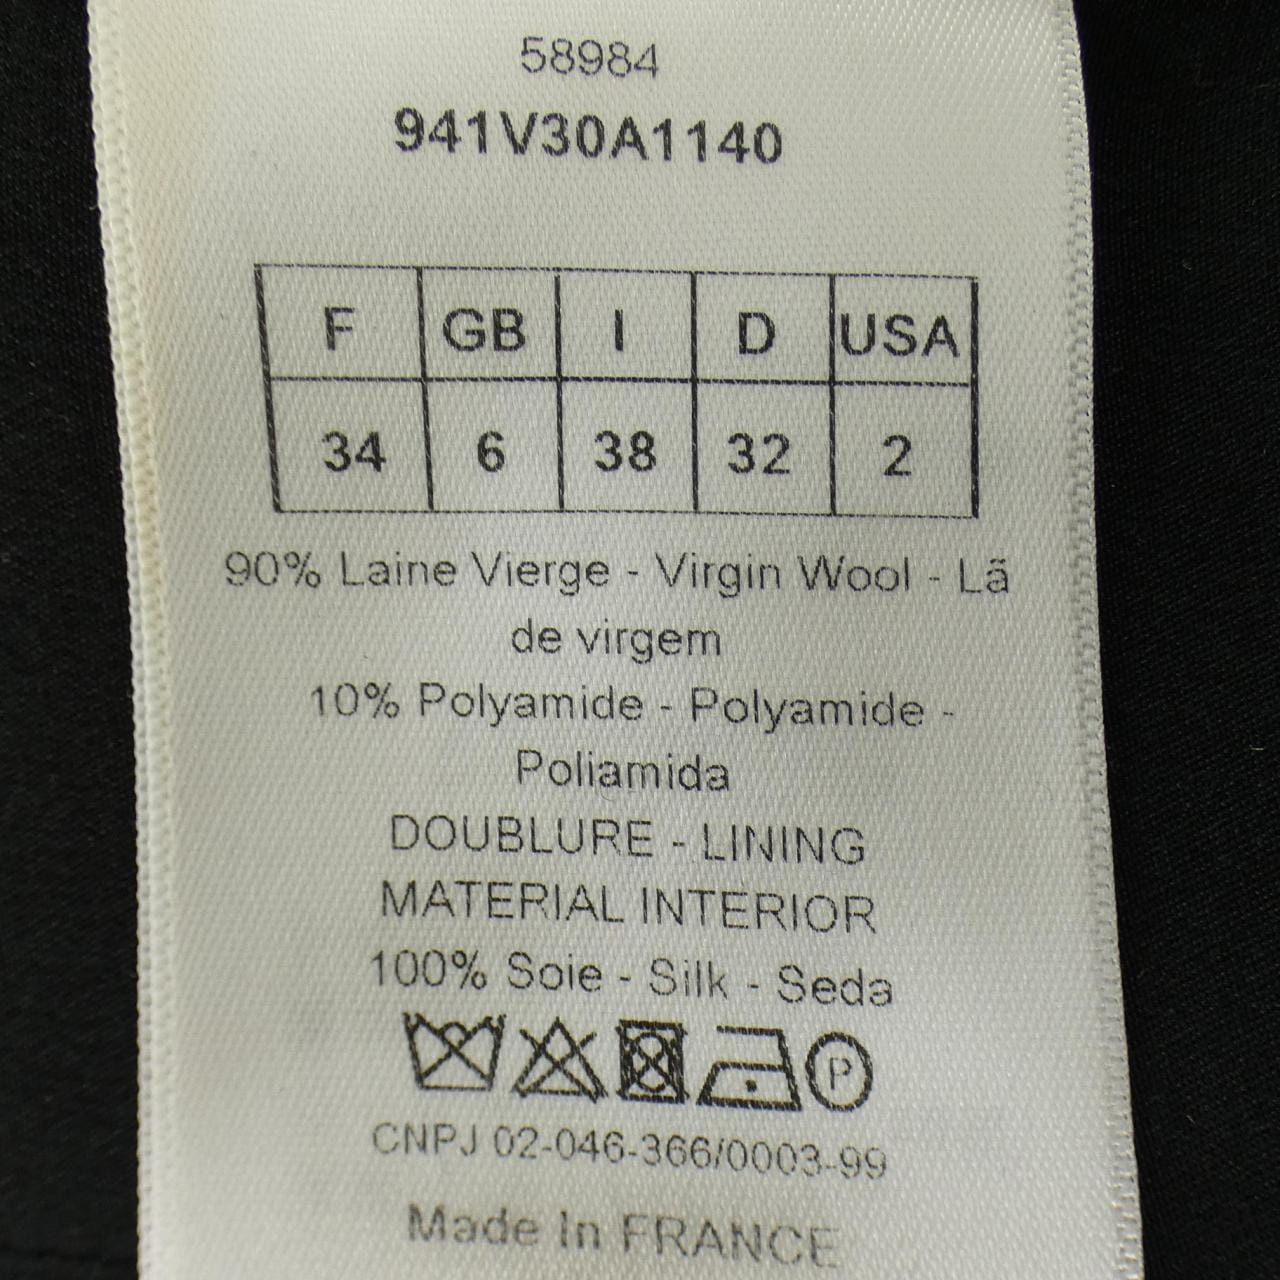 58984
941V30A1140
F GB I D USA
34 6 38 32 2
90% Laine Vierge - Virgin Wool - Lã
de virgem
10% Polyamide - Polyamide -
Poliamida
DOUBLURE - LINING
MATERIAL INTERIOR
100% Soie - Silk - Seda
P
CNPJ 02-046-366/0003-99
Made In FRANCE